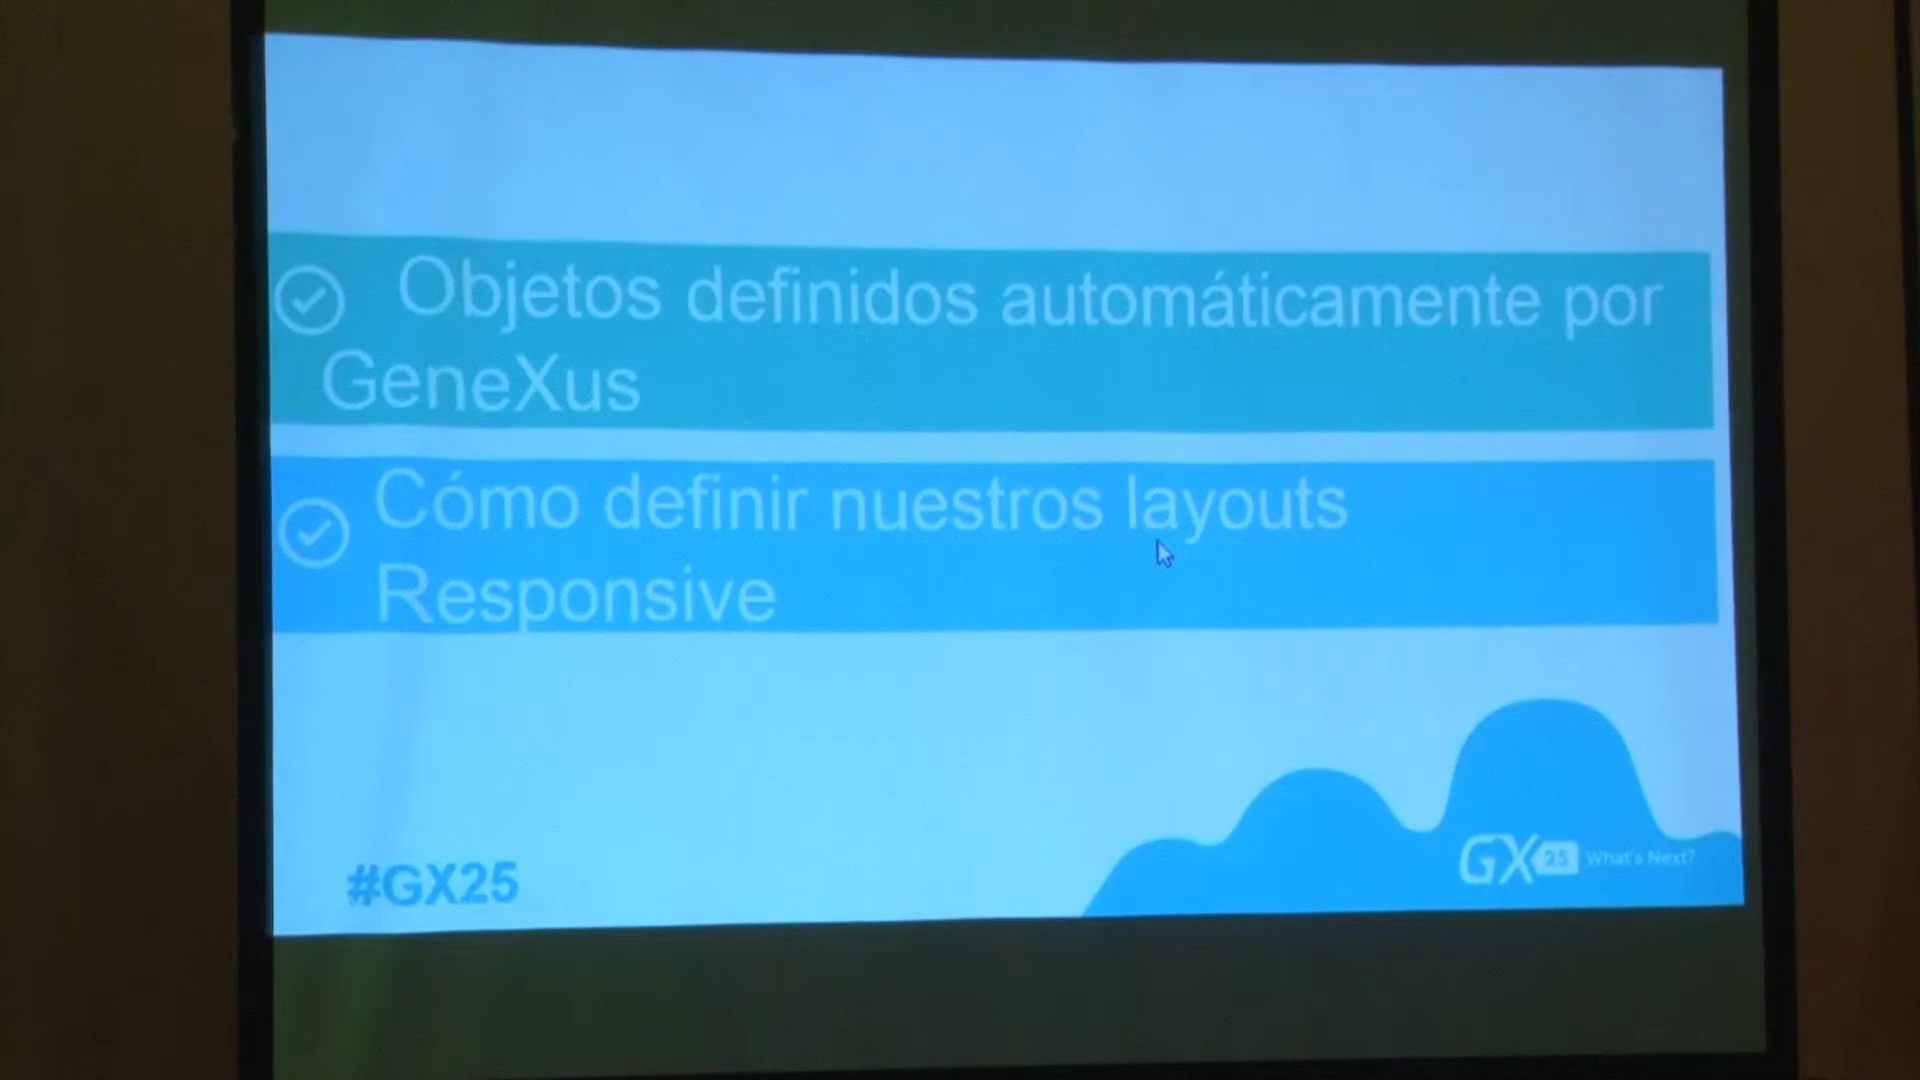 Objetos definidos automáticamente por
GeneXus
Cómo definir nuestros layouts
Responsive
#GX25
GX 25 What's Next?